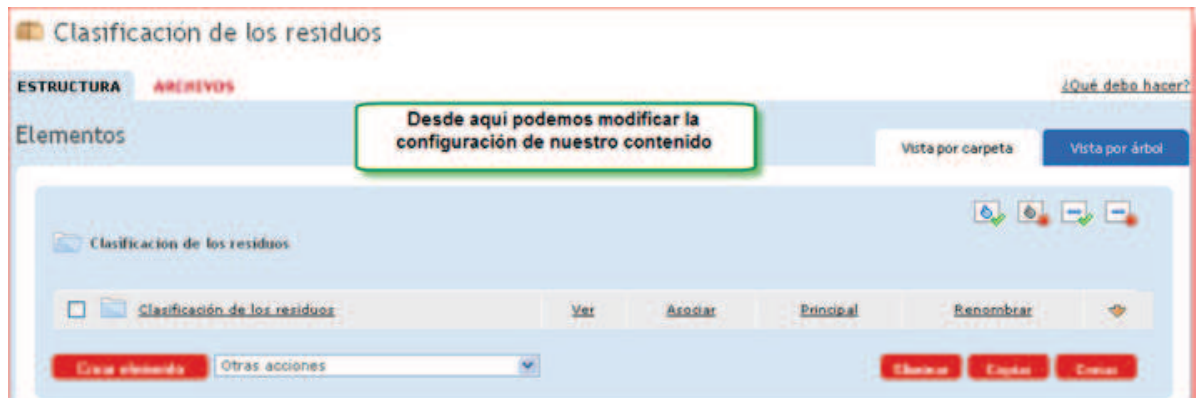 Clasificación de los residuos
ESTRUCTURA ARCHIVOS ¿Qué debo hacer?
Desde aquí podemos modificar la
configuración de nuestro contenido
Elementos
Vista por carpeta Vista por árbol
Clasificación de los residuos
Clasificación de los residuos Ver Asociar Principal Renombrar
Crear elemento Otras acciones Eliminar Copiar Cortar